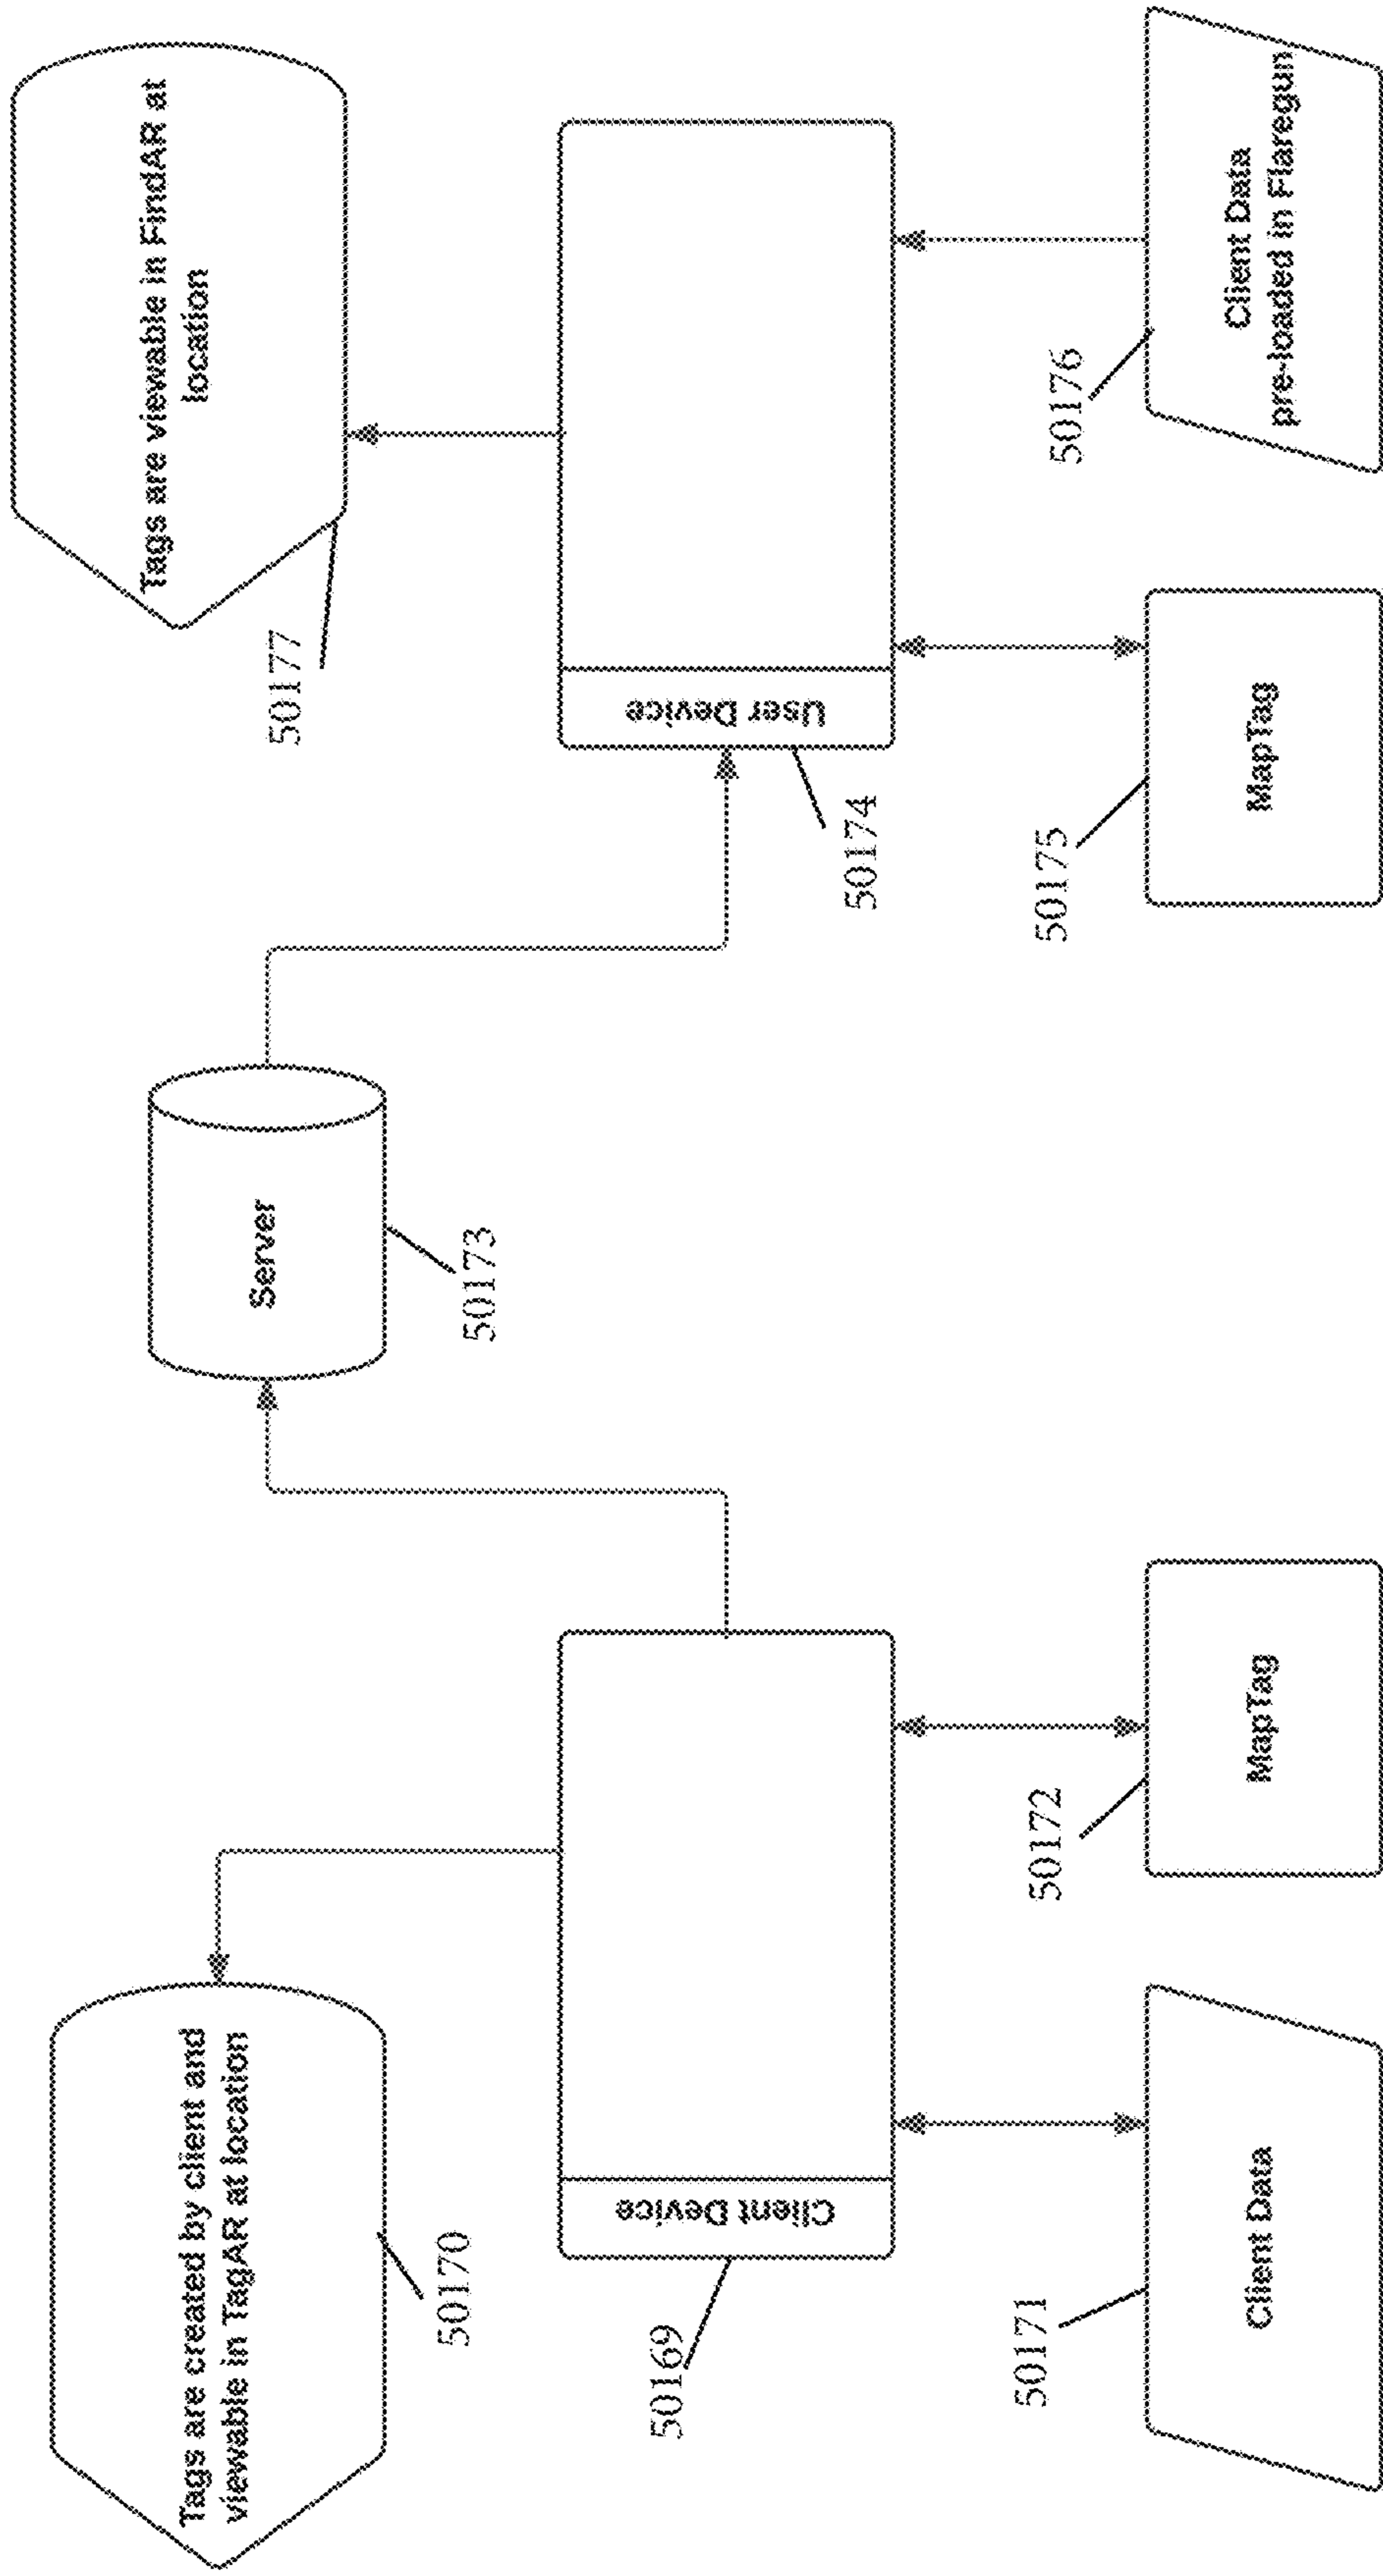 Tags are created by client and
viewable in TagAR at location
50170
Client Device
50169
Client Data
50171
MapTag
50172
Server
50173
Tags are viewable in FindAR at
location
50177
User Device
50174
MapTag
50175
Client Data
pre-loaded in Flaregun
50176